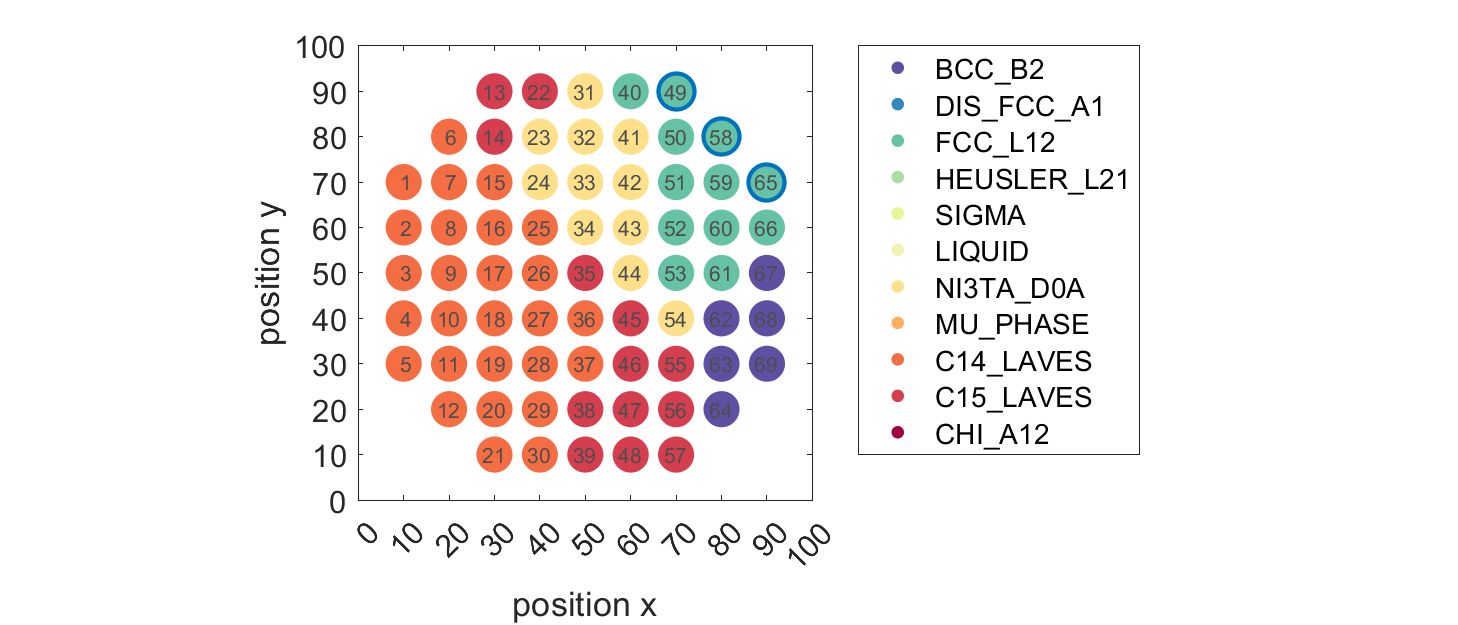 100
90 13 22 31 40 49
80 6 14 23 32 41 50 58
70 1 7 15 24 33 42 51 59 65
60 2 8 16 25 34 43 52 60 66
50 3 9 17 26 35 44 53 61 67
40 4 10 18 27 36 45 54 62 68
30 5 11 19 28 37 46 55 63 69
20 12 20 29 38 47 56 64
10 21 30 39 48 57
0
position y
0 10 20 30 40 50 60 70 80 90 100
position x
BCC_B2
DIS_FCC_A1
FCC_L12
HEUSLER_L21
SIGMA
LIQUID
NI3TA_D0A
MU_PHASE
C14_LAVES
C15_LAVES
CHI_A12